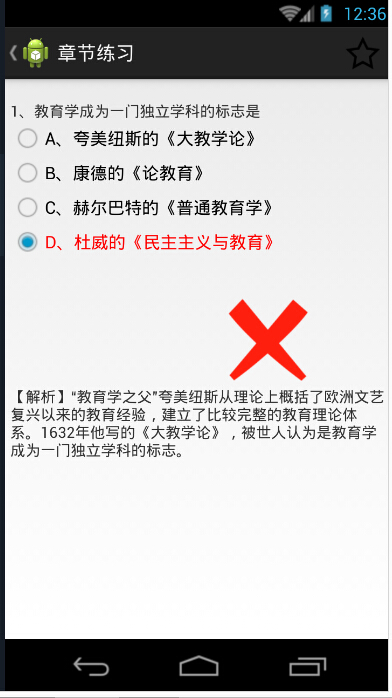 12:36
章节练习
1、教育学成为一门独立学科的标志是
A、夸美纽斯的《大教学论》
B、康德的《论教育》
C、赫尔巴特的《普通教育学》
D、杜威的《民主主义与教育》
【解析】“教育学之父”夸美纽斯从理论上概括了欧洲文艺
复兴以来的教育经验，建立了比较完整的教育理论体
系。1632年他写的《大教学论》，被世人认为是教育学
成为一门独立学科的标志。